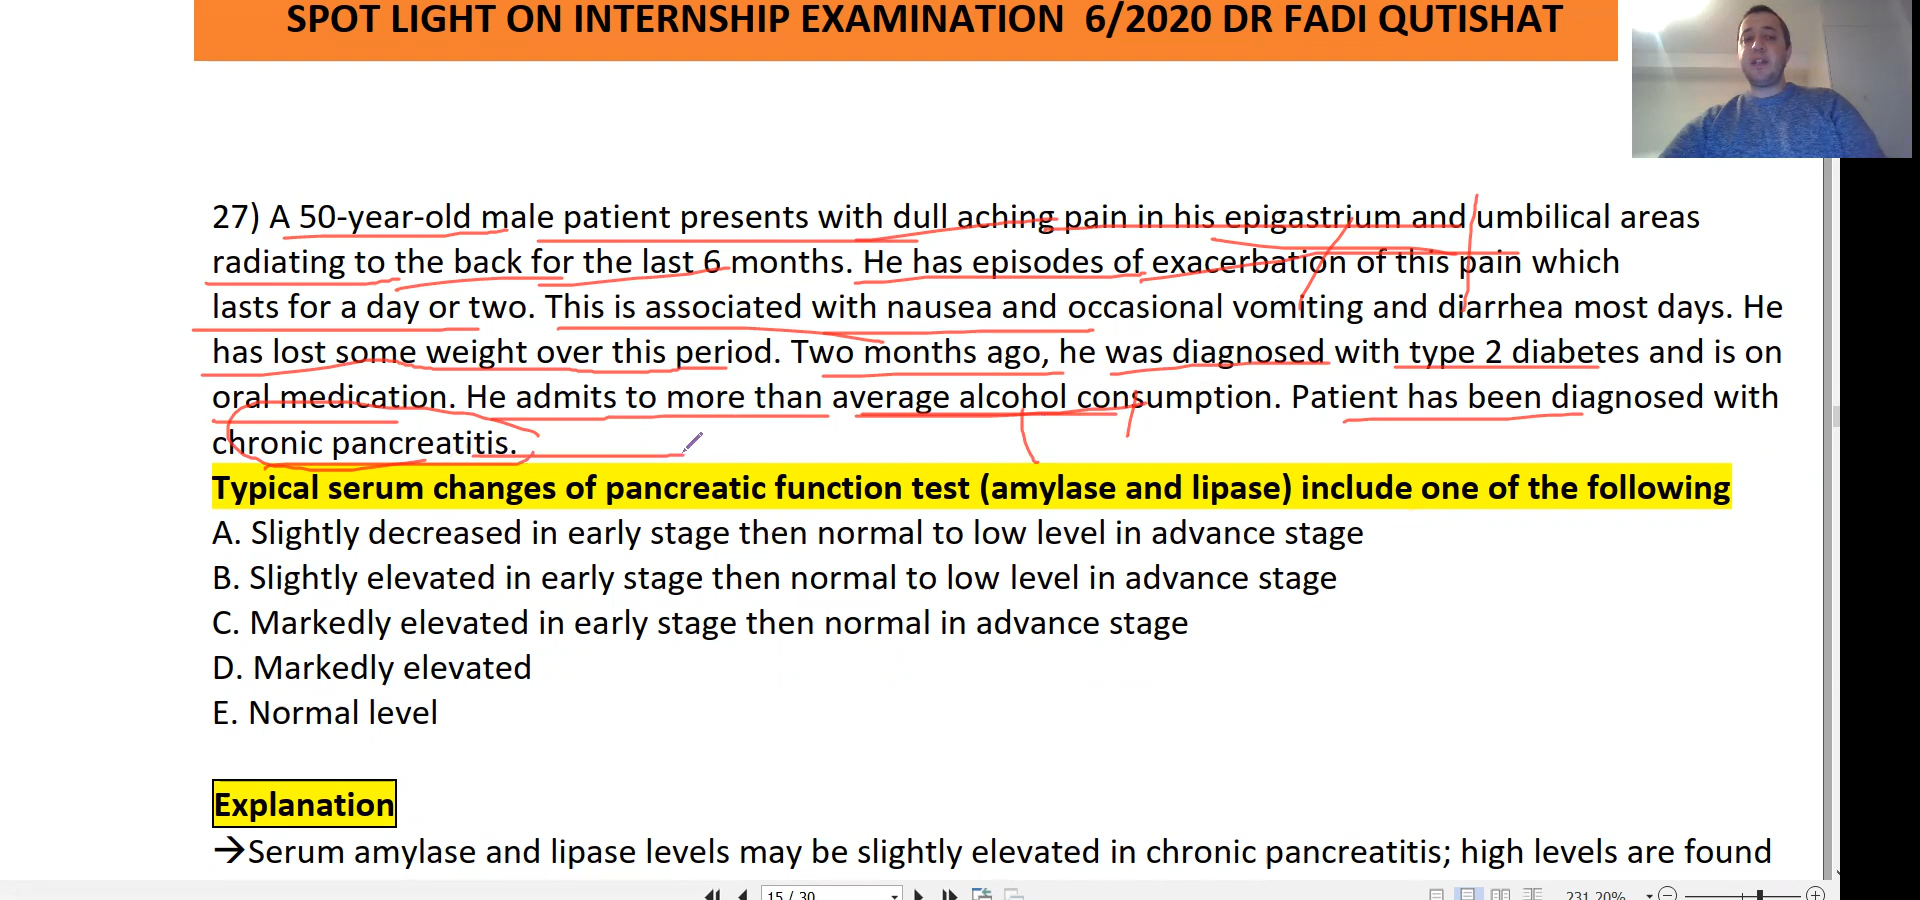 SPOT LIGHT ON INTERNSHIP EXAMINATION 6/2020 DR FADI QUTISHAT
27) A 50-year-old male patient presents with dull aching pain in his epigastrium and umbilical areas
radiating to the back for the last 6 months. He has episodes of exacerbation of this pain which
lasts for a day or two. This is associated with nausea and occasional vomiting and diarrhea most days. He
has lost some weight over this period. Two months ago, he was diagnosed with type 2 diabetes and is on
oral medication. He admits to more than average alcohol consumption. Patient has been diagnosed with
chronic pancreatitis.
Typical serum changes of pancreatic function test (amylase and lipase) include one of the following
A. Slightly decreased in early stage then normal to low level in advance stage
B. Slightly elevated in early stage then normal to low level in advance stage
C. Markedly elevated in early stage then normal in advance stage
D. Markedly elevated
E. Normal level
Explanation
→Serum amylase and lipase levels may be slightly elevated in chronic pancreatitis; high levels are found
15 / 30
231.20%